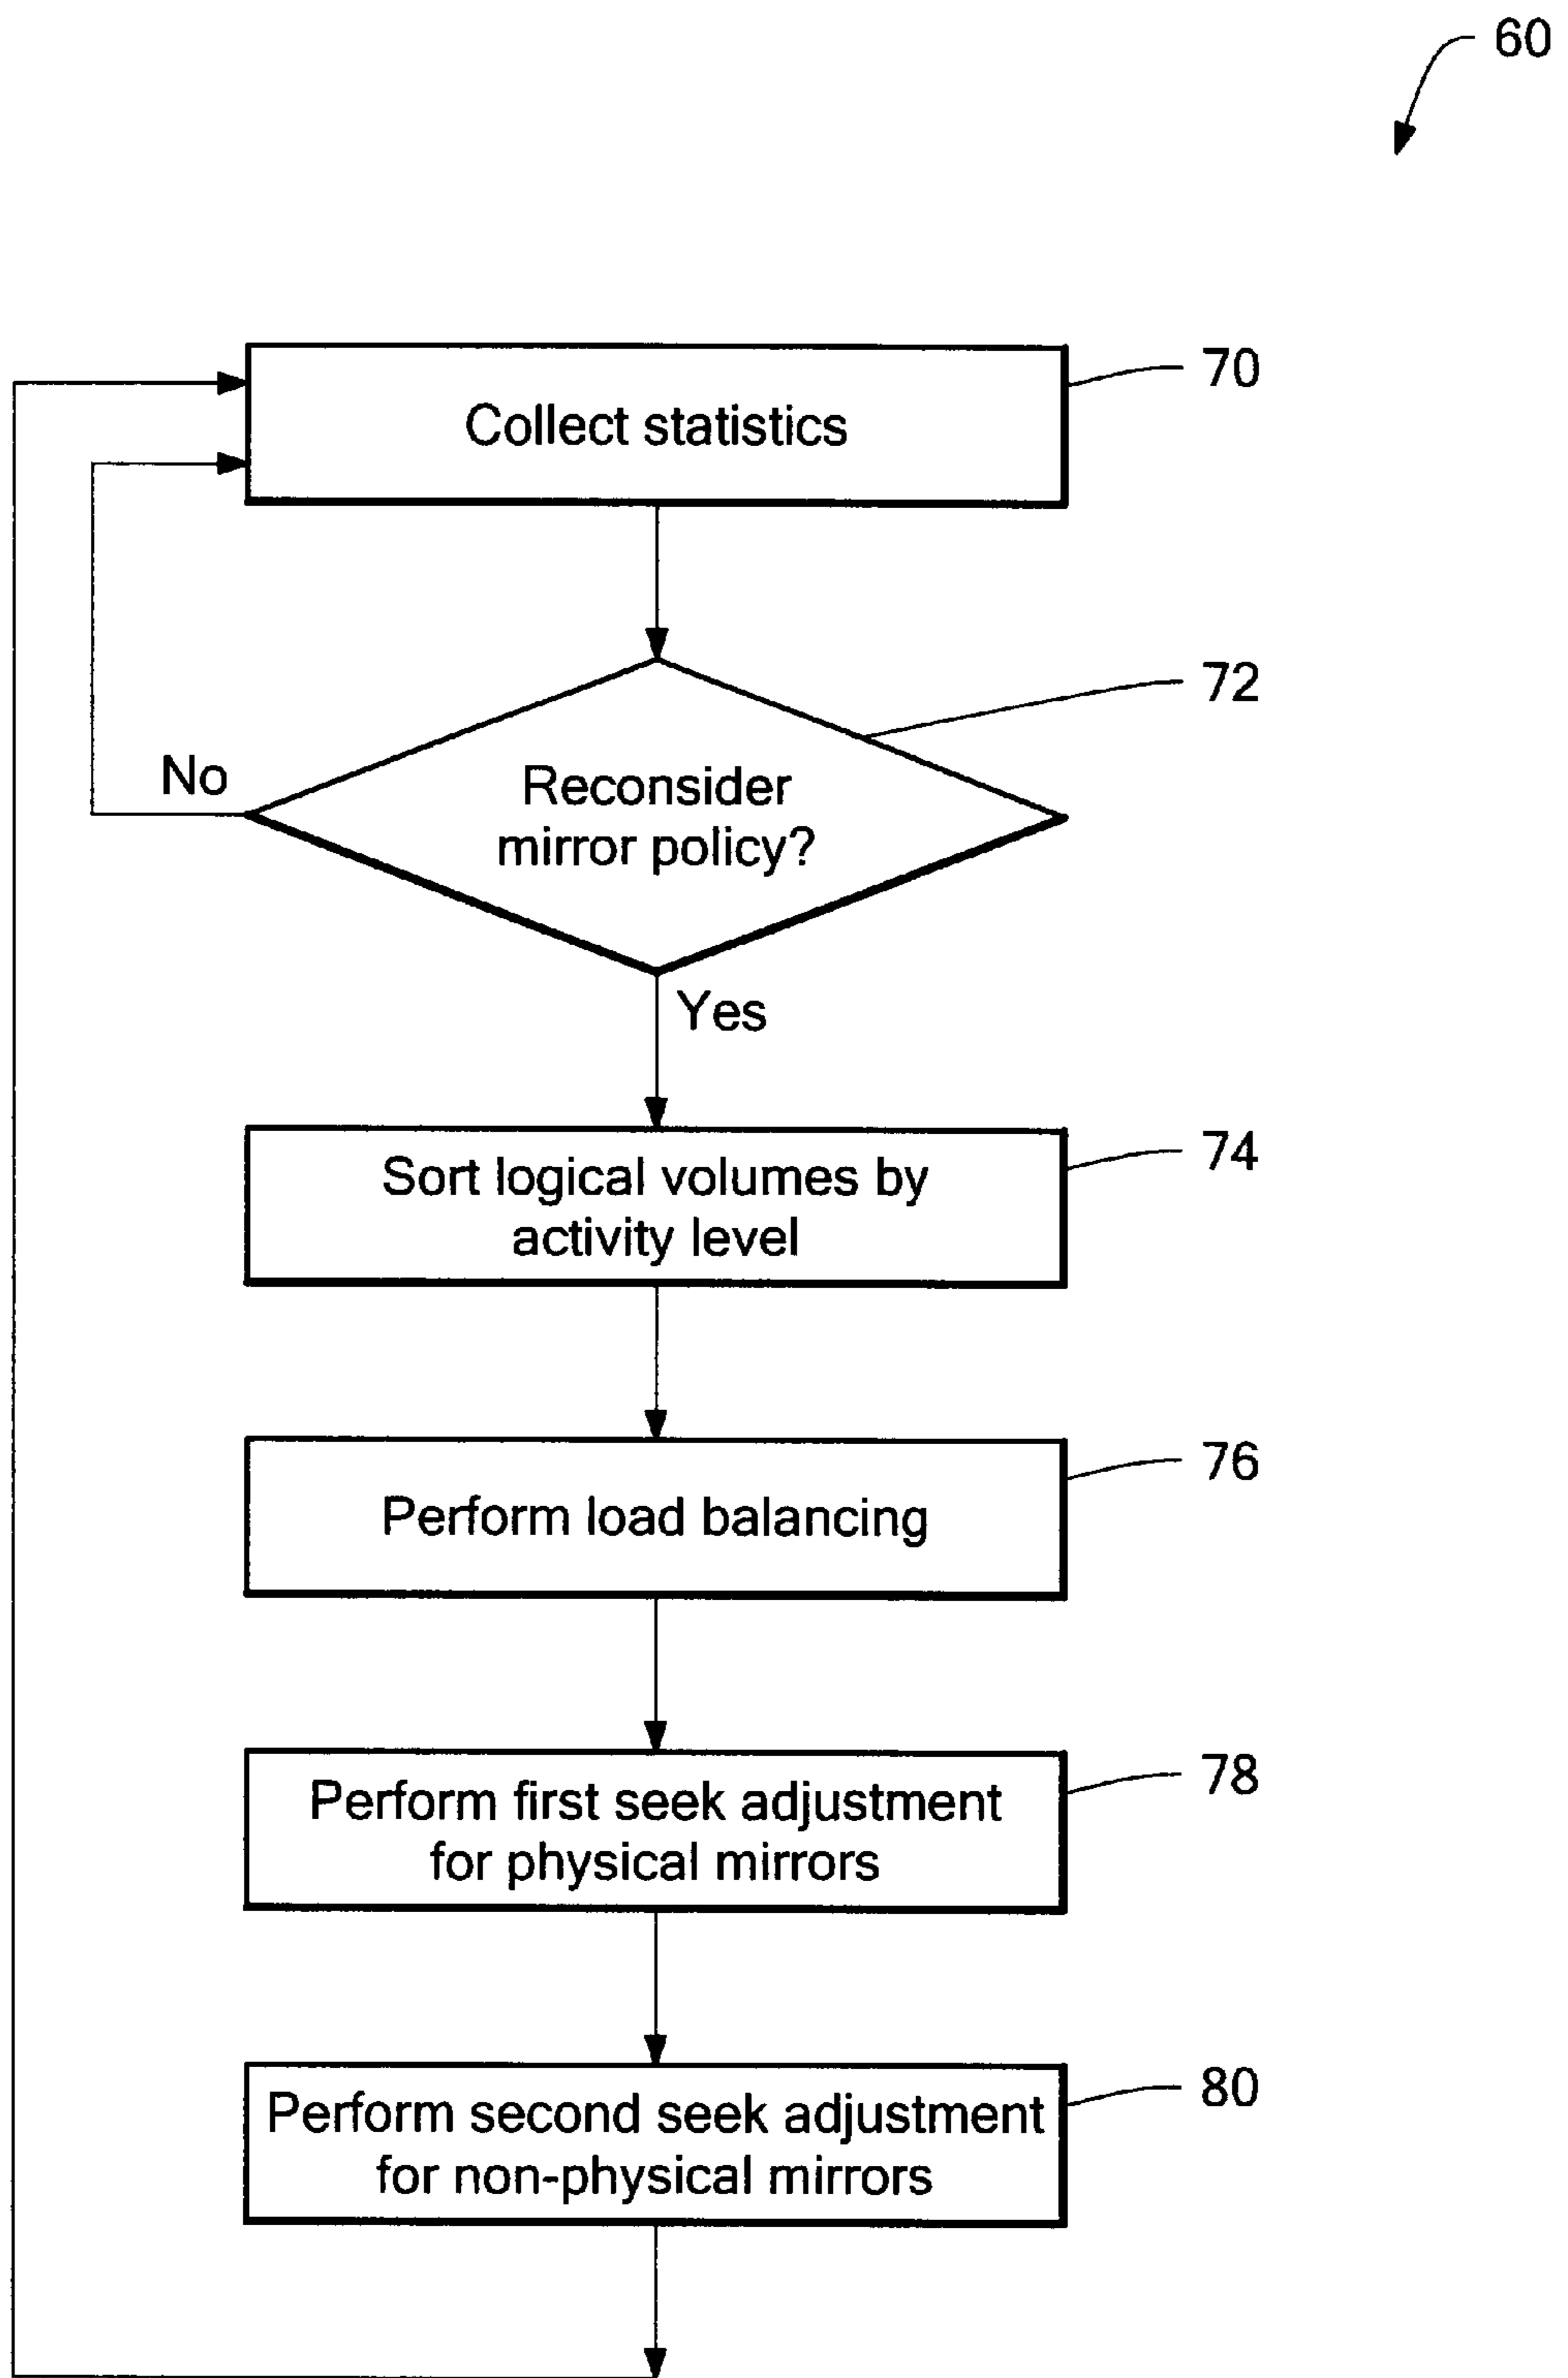 60
Collect statistics
70
Reconsider
mirror policy?
72
No
Yes
Sort logical volumes by
activity level
74
Perform load balancing
76
Perform first seek adjustment
for physical mirrors
78
Perform second seek adjustment
for non-physical mirrors
80